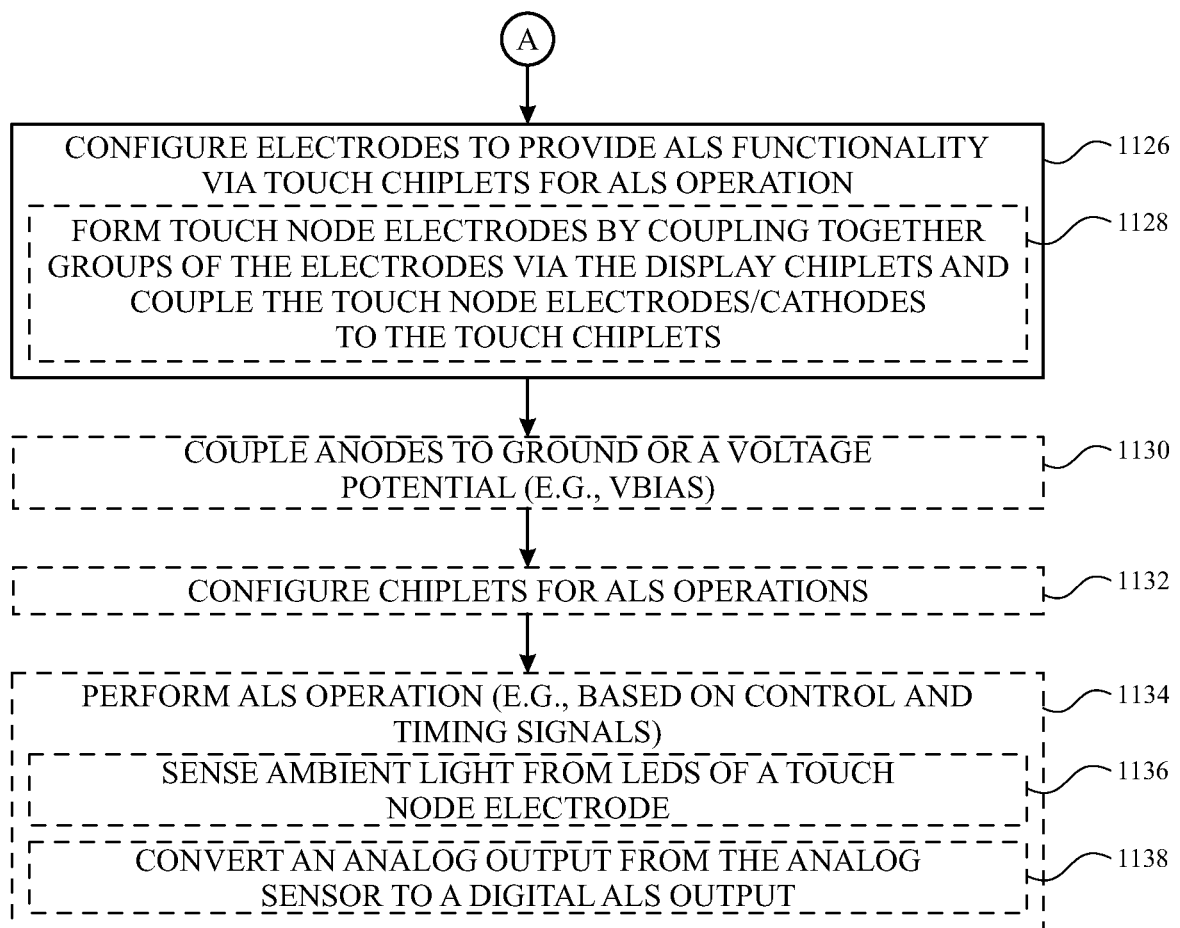 A
CONFIGURE ELECTRODES TO PROVIDE ALS FUNCTIONALITY
VIA TOUCH CHIPLETS FOR ALS OPERATION
1126
FORM TOUCH NODE ELECTRODES BY COUPLING TOGETHER
GROUPS OF THE ELECTRODES VIA THE DISPLAY CHIPLETS AND
COUPLE THE TOUCH NODE ELECTRODES/CATHODES
TO THE TOUCH CHIPLETS
1128
COUPLE ANODES TO GROUND OR A VOLTAGE
POTENTIAL (E.G., VBIAS)
1130
CONFIGURE CHIPLETS FOR ALS OPERATIONS
1132
PERFORM ALS OPERATION (E.G., BASED ON CONTROL AND
TIMING SIGNALS)
1134
SENSE AMBIENT LIGHT FROM LEDS OF A TOUCH
NODE ELECTRODE
1136
CONVERT AN ANALOG OUTPUT FROM THE ANALOG
SENSOR TO A DIGITAL ALS OUTPUT
1138